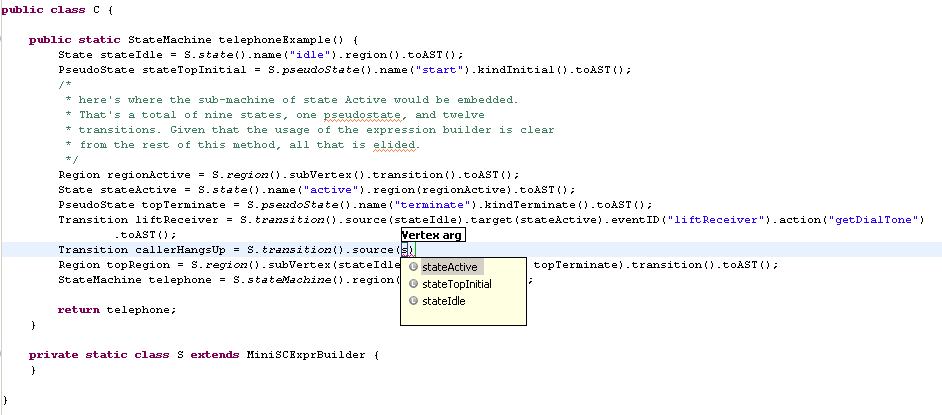 public class C {
public static StateMachine telephoneExample() {
State stateIdle = S.state().name("idle").region().toAST();
PseudoState stateTopInitial = S.pseudoState().name("start").kindInitial().toAST();
/*
* here's where the sub-machine of state Active would be embedded.
* That's a total of nine states, one pseudostate, and twelve
* transitions. Given that the usage of the expression builder is clear
* from the rest of this method, all that is elided.
*/
Region regionActive = S.region().subVertex().transition().toAST();
State stateActive = S.state().name("active").region(regionActive).toAST();
PseudoState topTerminate = S.pseudoState().name("terminate").kindTerminate().toAST();
Transition liftReceiver = S.transition().source(stateIdle).target(stateActive).eventID("liftReceiver").action("getDialTone")
.toAST();
Vertex arg
Transition callerHangsUp = S.transition().source(s)
Region topRegion = S.region().subVertex(stateIdle topTerminate).transition().toAST();
StateMachine telephone = S.stateMachine().region( ;
stateActive
stateTopInitial
stateIdle
return telephone;
}
private static class S extends MiniSCExprBuilder {
}
}